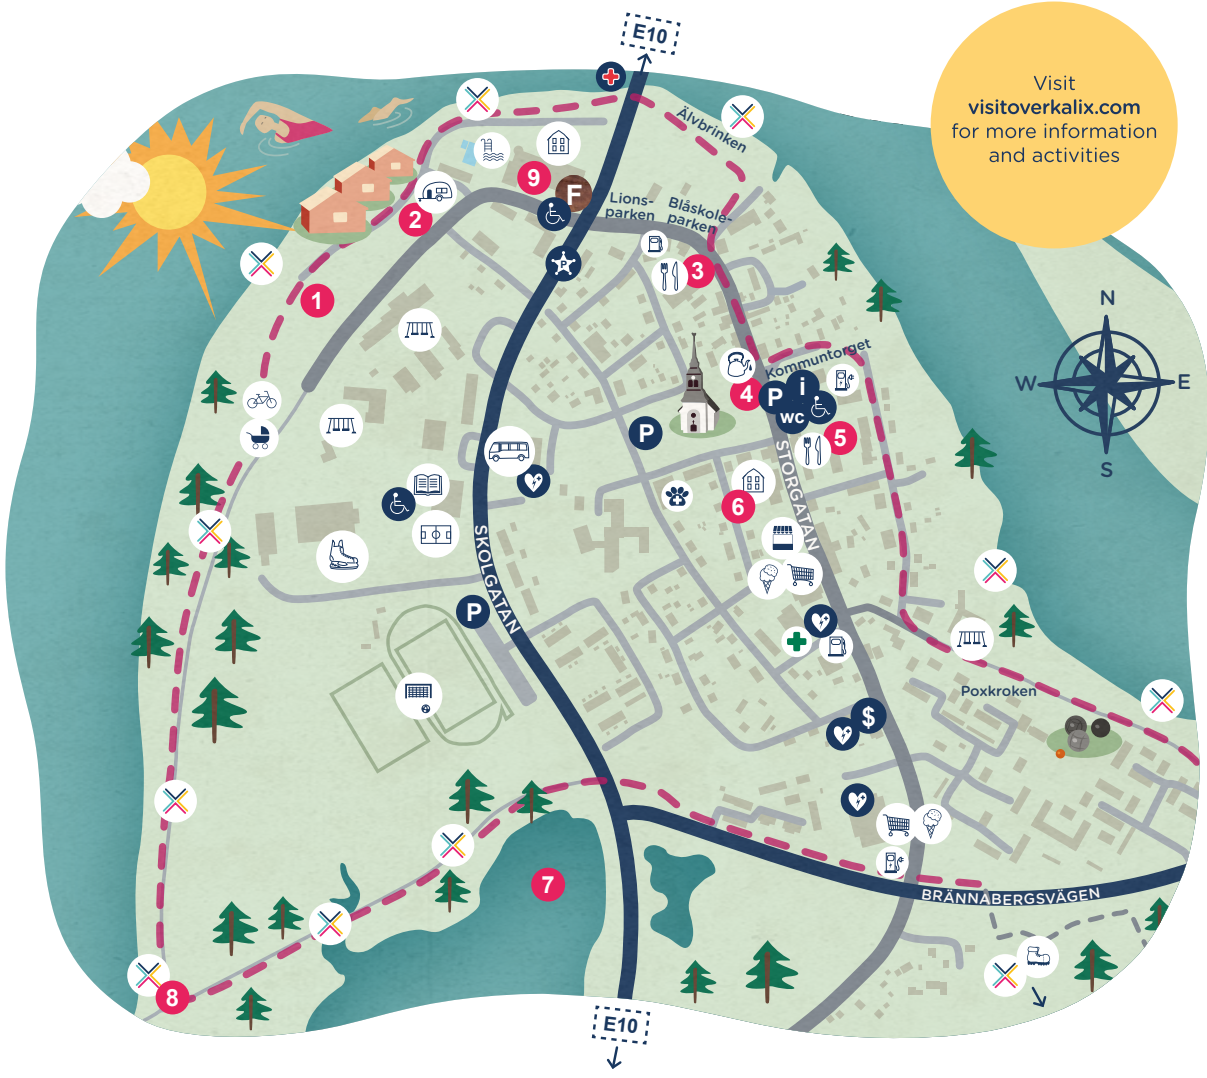 E10
Visit
visitoverkalix.com
for more information
and activities
Älvbrinken
9
F
Lions-
parken
Blåskole-
parken
2
P
3
1
N
W
E
S
Kommuntorget
4
P
i
WC
P
5
STORGATAN
6
SKOLGATAN
P
Poxkroken
$
7
BRÄNNABERGSVÄGEN
8
E10